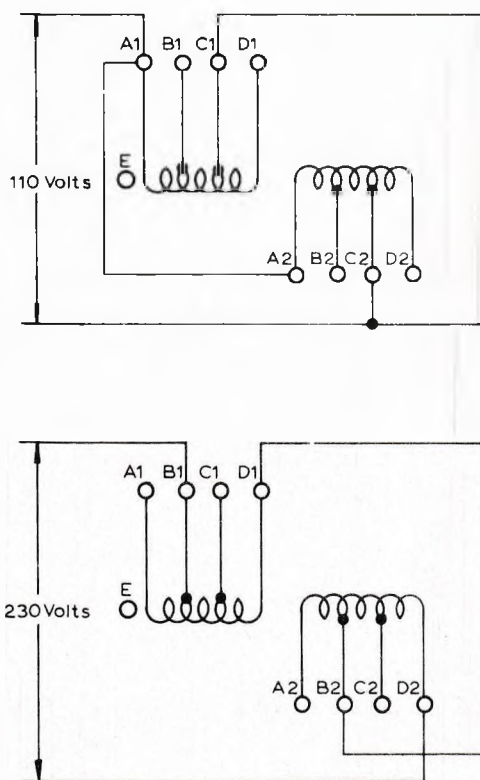 A1 B1 C1 D1
E
110 Volts
A2 B2 C2 D2
A1 B1 C1 D1
E
230 Volts
A2 B2 C2 D2